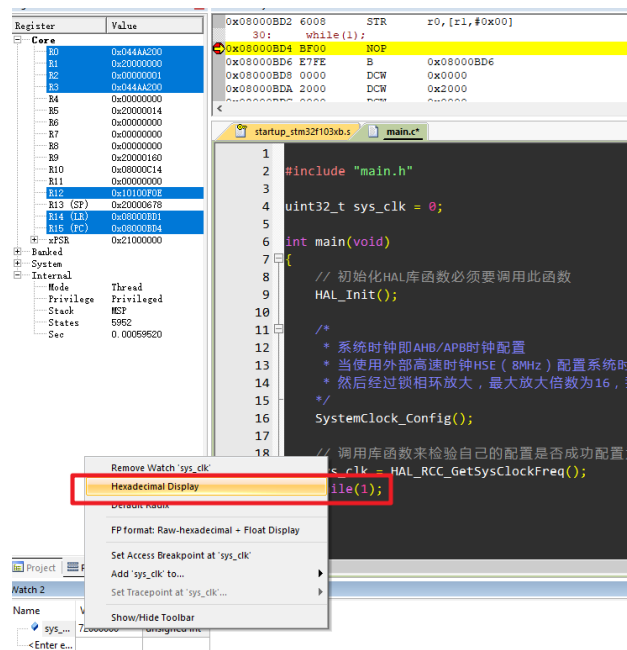 Register Value
Core
R0 0x044AA200
R1 0x20000000
R2 0x00000001
R3 0x044AA200
R4 0x00000000
R5 0x20000014
R6 0x00000000
R7 0x00000000
R8 0x00000000
R9 0x20000160
R10 0x08000C14
R11 0x00000000
R12 0x10100F0E
R13 (SP) 0x20000678
R14 (LR) 0x08000BD1
R15 (PC) 0x08000BD4
xPSR 0x21000000
Banked
System
Internal
Mode Thread
Privilege Privileged
Stack MSP
States 5952
Sec 0.00059520
0x08000BD2 6008 STR r0,[r1,#0x00]
30: while(1);
0x08000BD4 BF00 NOP
0x08000BD6 E7FE B 0x08000BD6
0x08000BD8 0000 DCW 0x0000
0x08000BDA 2000 DCW 0x2000
startup_stm32f103xb.s main.c*
1
2 #include "main.h"
3
4 uint32_t sys_clk = 0;
5
6 int main(void)
7 {
8 // 初始化HAL库函数必须要调用此函数
9 HAL_Init();
10
11 /*
12 * 系统时钟即AHB/APB时钟配置
13 * 当使用外部高速时钟HSE（8MHz）配置系统时
14 * 然后经过锁相环放大，最大放大倍数为16，
15 */
16 SystemClock_Config();
17
18 // 调用库函数来检验自己的配置是否成功配置
s_clk = HAL_RCC_GetSysClockFreq();
ile(1);
Remove Watch 'sys_clk'
Hexadecimal Display
Default Radix
FP format: Raw-hexadecimal + Float Display
Set Access Breakpoint at 'sys_clk'
Add 'sys_clk' to...
Set Tracepoint at 'sys_clk'...
Show/Hide Toolbar
Project
Watch 2
Name
sys_... unsigned int
<Enter e...